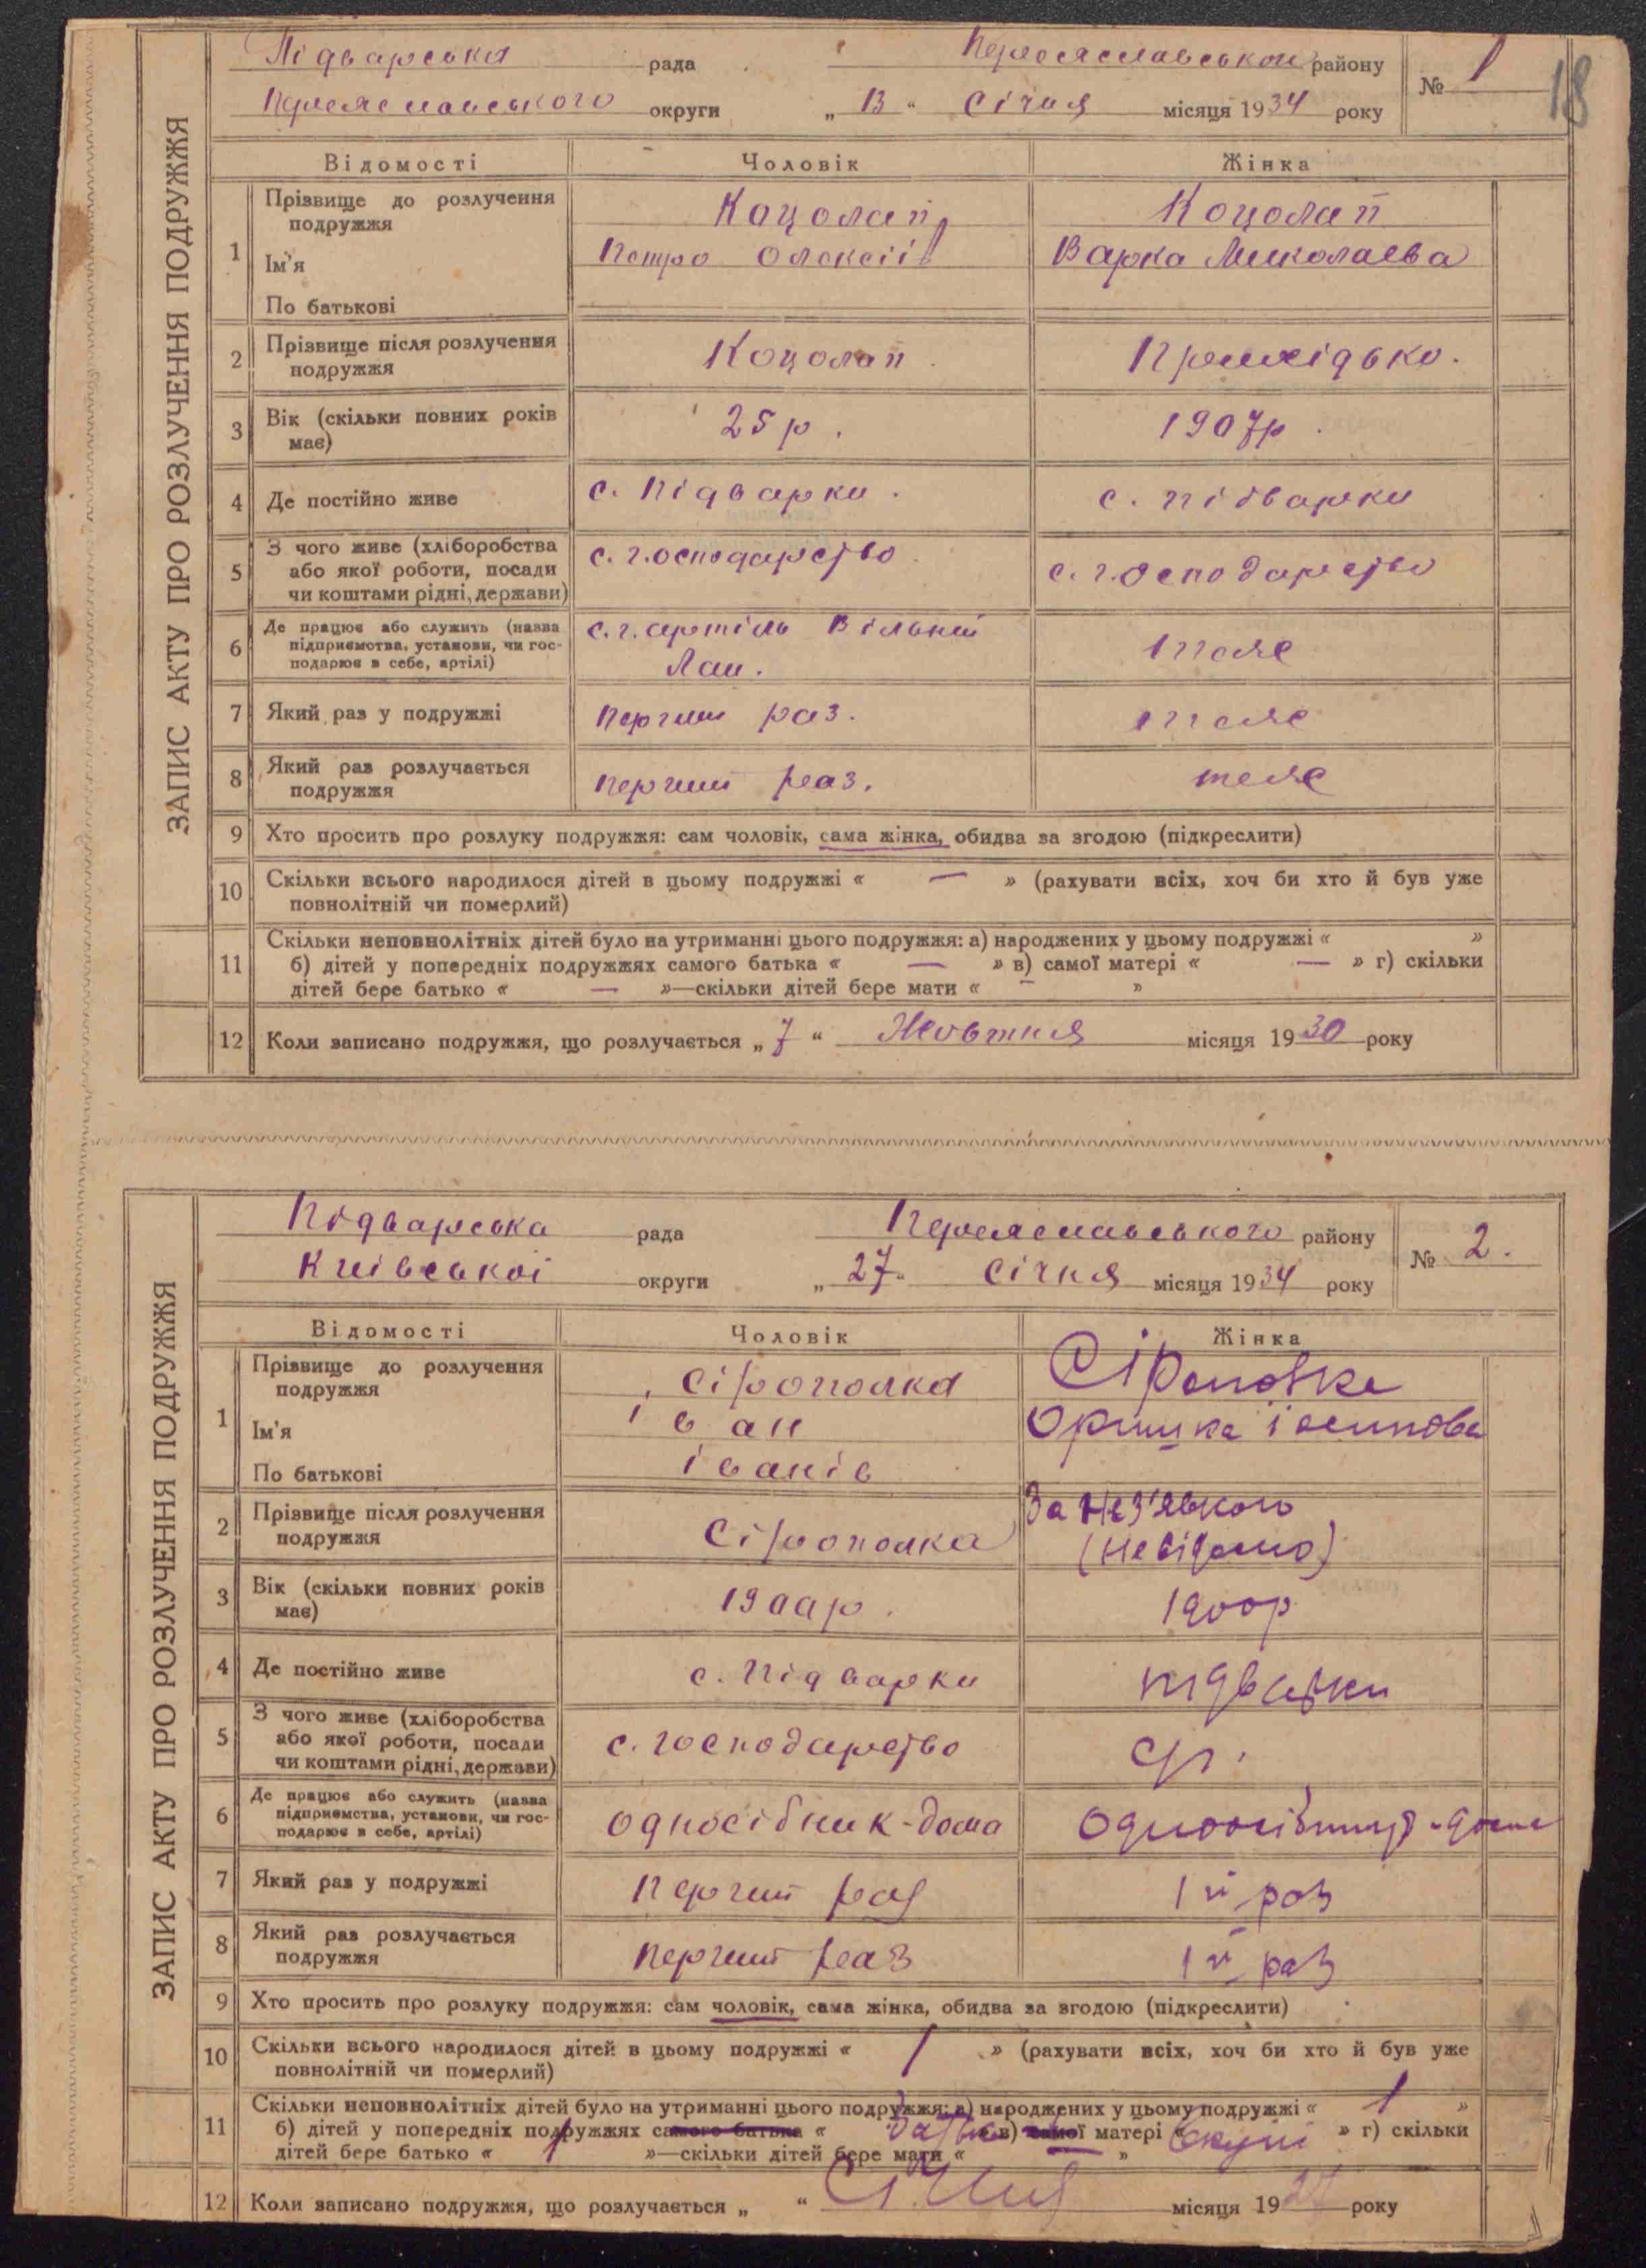 18
ЗАПИС АКТУ ПРО РОЗЛУЧЕННЯ ПОДРУЖЖЯ
Підварська рада Переяславської району № 1
Переяславського округи „13“ Січня місяця 1934 року
Відомості Чоловік Жінка
1 Прізвище до розлучення подружжя Коцолап Коцолап
Ім'я Петро Олексіїв Варка Миколаєва
По батькові
2 Прізвище після розлучення подружжя Коцолап
3 Вік (скільки повних років має) 25 р. 1907р.
4 Де постійно живе с. Підварки. с. Підварки
5 З чого живе (хліборобства або якої роботи, посади чи коштами рідні, держави) с. господарство с. господарство
6 Де працює або служить (назва підприємства, установи, чи господарює в себе, артілі) с.г. артіль Вільний Лан.
7 Який раз у подружжі перший раз.
8 Який раз розлучається подружжя перший раз.
9 Хто просить про розлуку подружжя: сам чоловік, сама жінка, обидва за згодою (підкреслити)
10 Скільки всього народилося дітей в цьому подружжі « — » (рахувати всіх, хоч би хто й був уже
повнолітній чи померлий)
11 Скільки неповнолітніх дітей було на утриманні цього подружжя: а) народжених у цьому подружжі « »
б) дітей у попередніх подружжях самого батька « — » в) самої матері « — » г) скільки
дітей бере батько « — »—скільки дітей бере мати « »
12 Коли записано подружжя, що розлучається „7“ Жовтня місяця 1930 року
ЗАПИС АКТУ ПРО РОЗЛУЧЕННЯ ПОДРУЖЖЯ
Підварська рада Переяславського району № 2.
Київської округи „27“ Січня місяця 1934 року
Відомості Чоловік Жінка
1 Прізвище до розлучення подружжя Сірополка
Ім'я Іван
По батькові Іванів
2 Прізвище після розлучення подружжя Сірополка За нез'явкою (невідомо)
3 Вік (скільки повних років має) 1900р.
4 Де постійно живе с. Підварки підварки
5 З чого живе (хліборобства або якої роботи, посади чи коштами рідні, держави) с. господарство
6 Де працює або служить (назва підприємства, установи, чи господарює в себе, артілі) односібник-дома
7 Який раз у подружжі перший раз 1й раз
8 Який раз розлучається подружжя перший раз 1й раз
9 Хто просить про розлуку подружжя: сам чоловік, сама жінка, обидва за згодою (підкреслити)
10 Скільки всього народилося дітей в цьому подружжі « 1 » (рахувати всіх, хоч би хто й був уже
повнолітній чи померлий)
11 Скільки неповнолітніх дітей було на утриманні цього подружжя: а) народжених у цьому подружжі « 1 »
б) дітей у попередніх подружжях самого батька « » в) самої матері « » г) скільки
дітей бере батько « 1 »—скільки дітей бере мати « »
12 Коли записано подружжя, що розлучається „ “ місяця 19 року